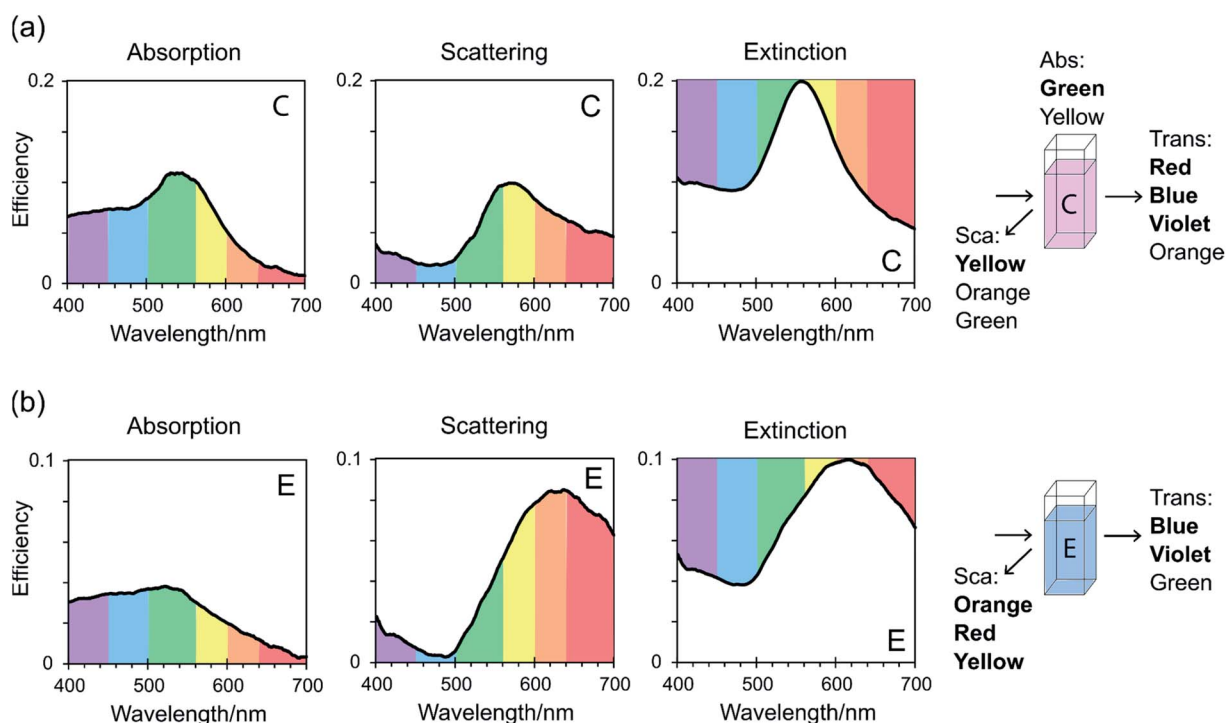 (a)
Absorption
Scattering
Extinction
0.2
C
0
400 500 600 700
Wavelength/nm
Efficiency
0.2
C
0
400 500 600 700
Wavelength/nm
0.2
C
0
400 500 600 700
Wavelength/nm
Abs:
Green
Yellow
C
Trans:
Red
Blue
Violet
Orange
Sca:
Yellow
Orange
Green
(b)
Absorption
Scattering
Extinction
0.1
E
0
400 500 600 700
Wavelength/nm
Efficiency
0.1
E
0
400 500 600 700
Wavelength/nm
0.1
E
0
400 500 600 700
Wavelength/nm
E
Trans:
Blue
Violet
Green
Sca:
Orange
Red
Yellow